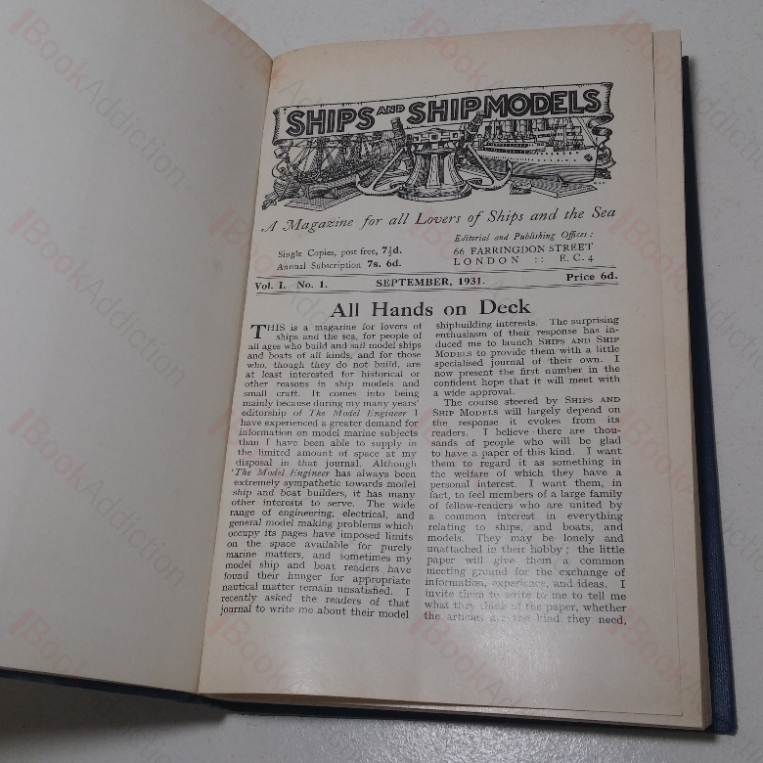 SHIPS AND SHIP MODELS
A Magazine for all Lovers of Ships and the Sea
Single Copies, post free, 7½d.
Annual Subscription 7s. 6d.
Editorial and Publishing Offices:
66 FARRINGDON STREET
LONDON :: E.C. 4
Vol. I. No. 1. SEPTEMBER, 1931. Price 6d.
All Hands on Deck
THIS is a magazine for lovers of
ships and the sea, for people of
all ages who build and sail model ships
and boats of all kinds, and for those
who, though they do not build, are
at least interested for historical or
other reasons in ship models and
small craft. It comes into being
mainly because during my many years'
editorship of The Model Engineer I
have experienced a greater demand for
information on model marine subjects
than I have been able to supply in
the limited amount of space at my
disposal in that journal. Although
The Model Engineer has always been
extremely sympathetic towards model
ship and boat builders, it has many
other interests to serve. The wide
range of engineering, electrical, and
general model making problems which
occupy its pages have imposed limits
on the space available for purely
marine matters, and sometimes my
model ship and boat readers have
found their hunger for appropriate
nautical matter remain unsatisfied. I
recently asked the readers of that
journal to write me about their model
shipbuilding interests. The surprising
enthusiasm of their response has in-
duced me to launch SHIPS AND SHIP
MODELS to provide them with a little
specialised journal of their own. I
now present the first number in the
confident hope that it will meet with
a wide approval.
The course steered by SHIPS AND
SHIP MODELS will largely depend on
the response it evokes from its
readers. I believe there are thou-
sands of people who will be glad
to have a paper of this kind. I want
them to regard it as something in
the welfare of which they have a
personal interest. I want them, in
fact, to feel members of a large family
of fellow-readers who are united by
a common interest in everything
relating to ships, and boats, and
models. They may be lonely and
unattached in their hobby; the little
paper will give them a common
meeting ground for the exchange of
information, experience, and ideas. I
invite them to write to me to tell me
what they think of the paper, whether
the articles are the kind they need,
BookAddiction